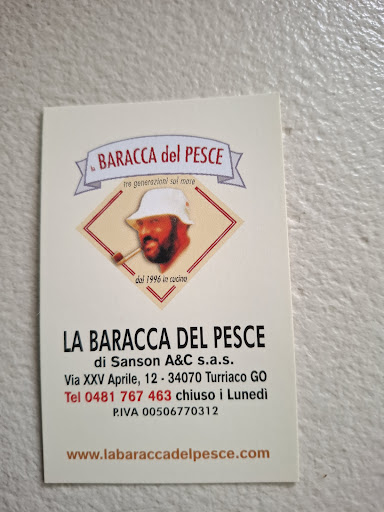 la BARACCA del PESCE
tre generazioni sul mare
dal 1996 in cucina
LA BARACCA DEL PESCE
di Sanson A&C s.a.s.
Via XXV Aprile, 12 - 34070 Turriaco GO
Tel 0481 767 463 chiuso i Lunedì
P.IVA 00506770312
www.labaraccadelpesce.com